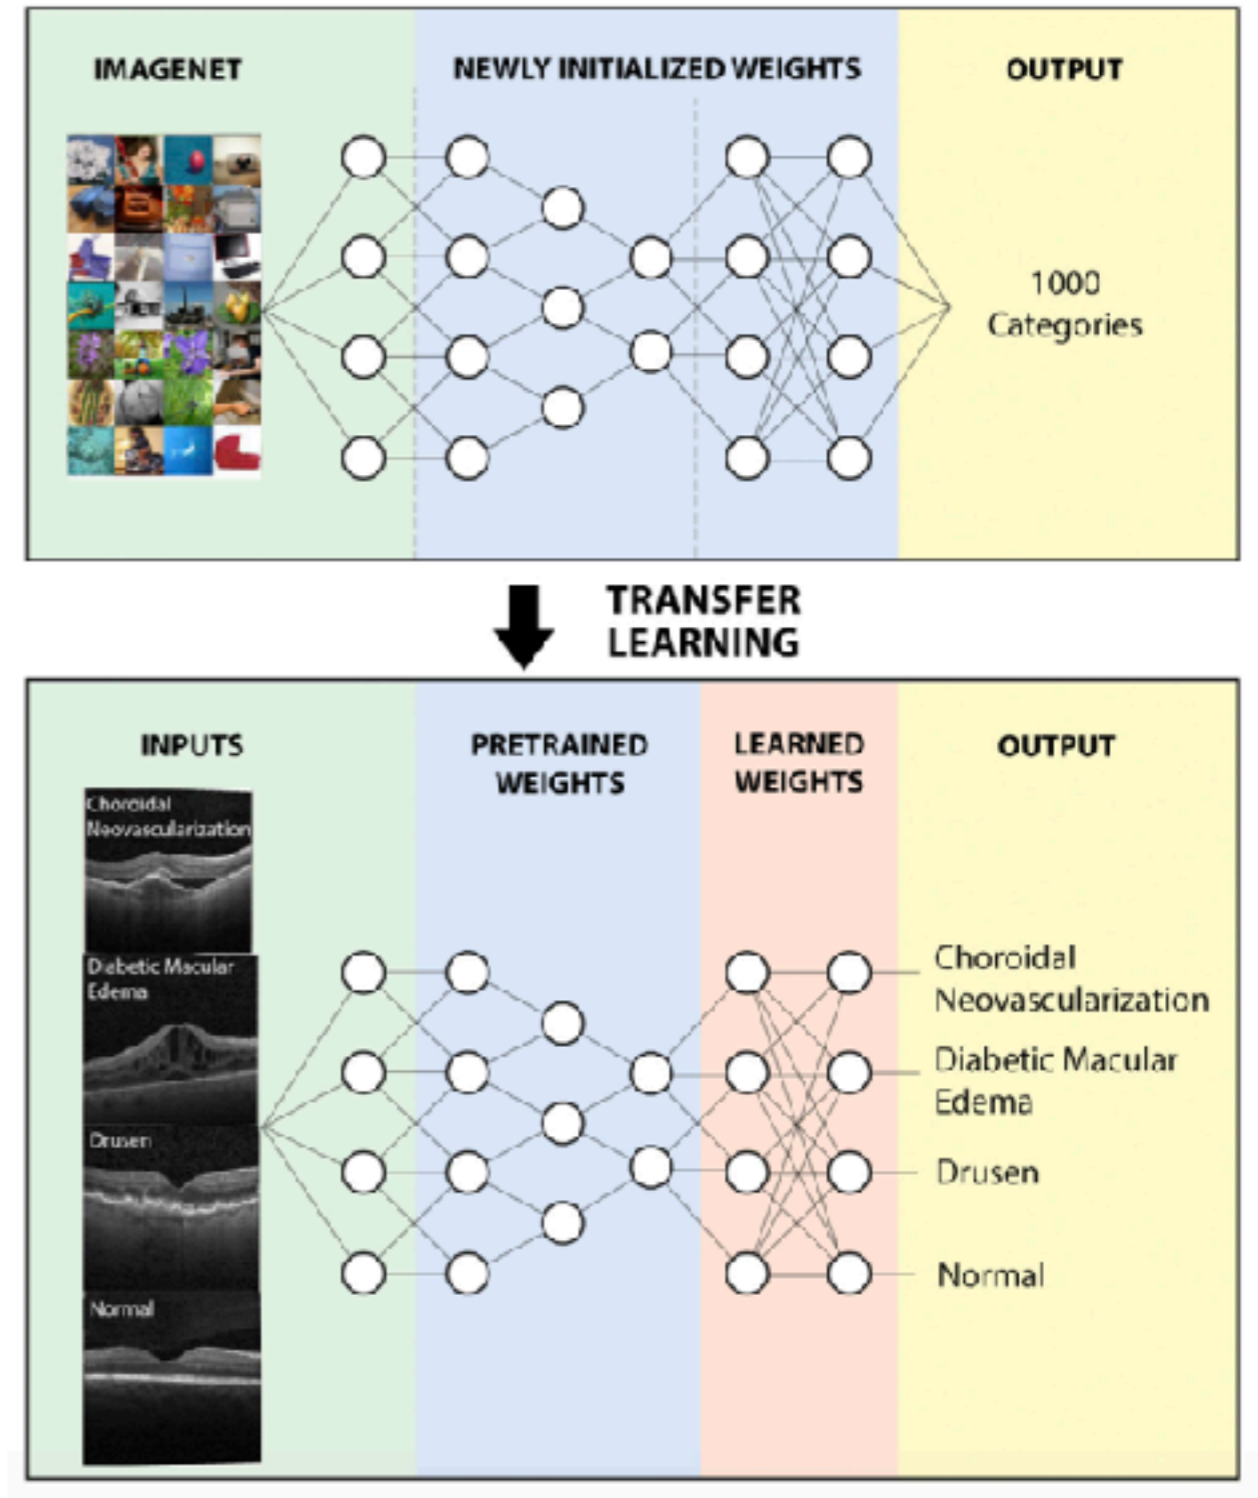 IMAGENET
NEWLY INITIALIZED WEIGHTS
OUTPUT
1000
Categories
TRANSFER
LEARNING
INPUTS
PRETRAINED
WEIGHTS
LEARNED
WEIGHTS
OUTPUT
Choroidal
Neovascularization
Diabetic Macular
Edema
Drusen
Normal
Choroidal
Neovascularization
Diabetic Macular
Edema
Drusen
Normal